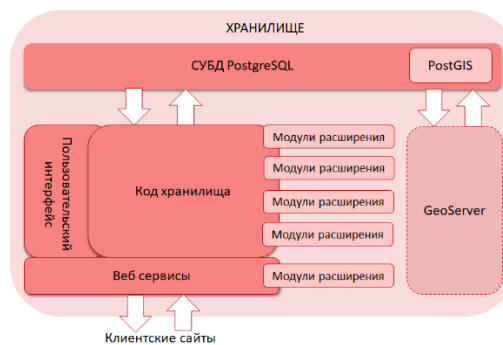 ХРАНИЛИЩЕ
СУБД PostgreSQL
PostGIS
Пользовательский
интерфейс
Код хранилища
Модули расширения
Модули расширения
Модули расширения
Модули расширения
GeoServer
Веб сервисы
Модули расширения
Клиентские сайты